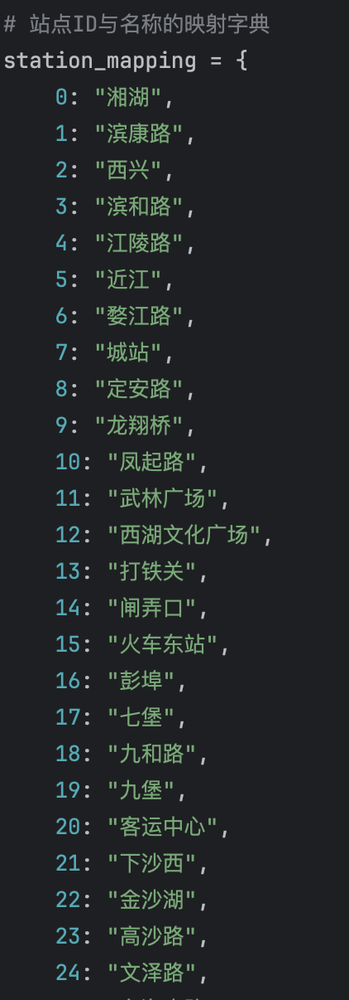 # 站点ID与名称的映射字典
station_mapping = {
0: "湘湖",
1: "滨康路",
2: "西兴",
3: "滨和路",
4: "江陵路",
5: "近江",
6: "婺江路",
7: "城站",
8: "定安路",
9: "龙翔桥",
10: "凤起路",
11: "武林广场",
12: "西湖文化广场",
13: "打铁关",
14: "闸弄口",
15: "火车东站",
16: "彭埠",
17: "七堡",
18: "九和路",
19: "九堡",
20: "客运中心",
21: "下沙西",
22: "金沙湖",
23: "高沙路",
24: "文泽路",